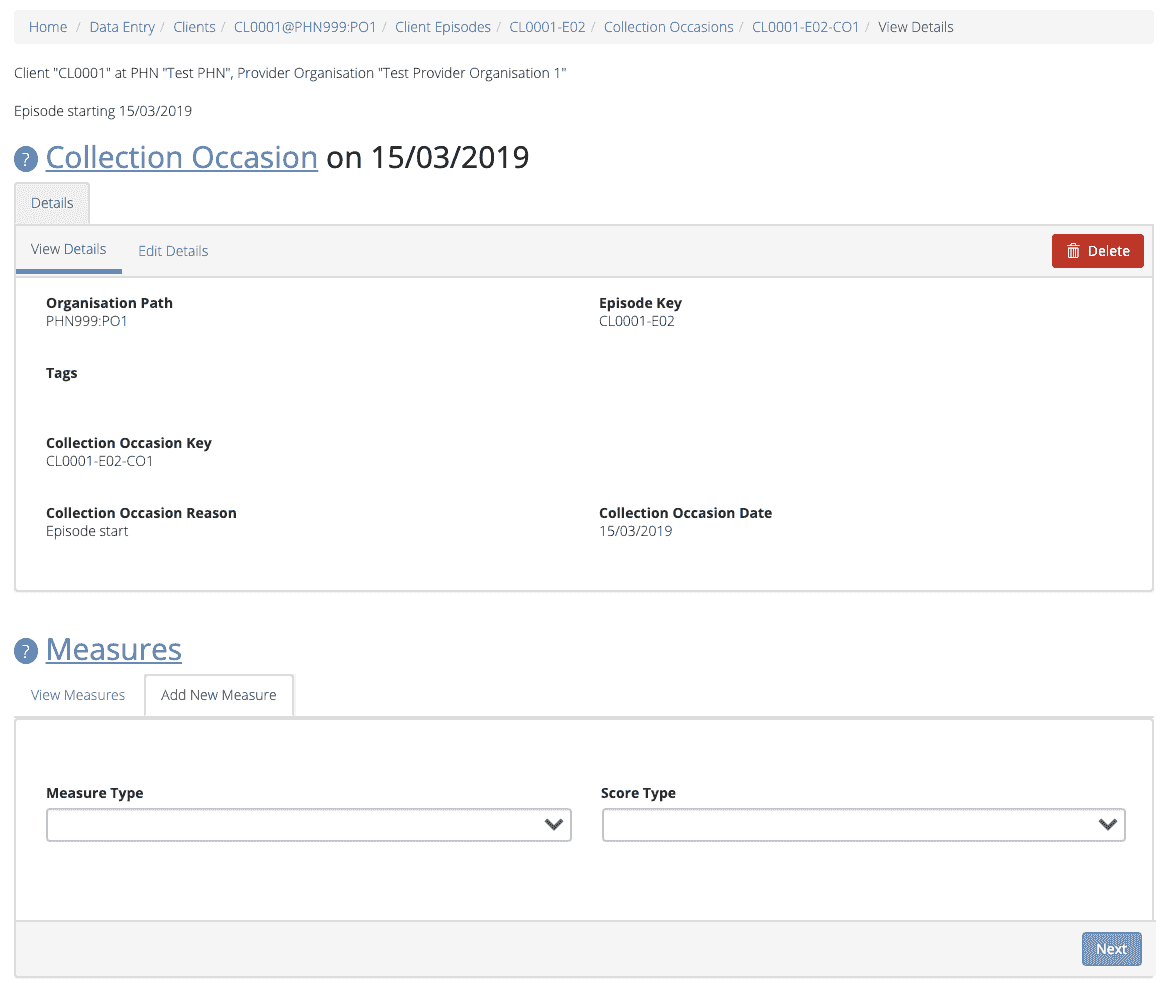 Home / Data Entry / Clients / CL0001@PHN999:PO1 / Client Episodes / CL0001-E02 / Collection Occasions / CL0001-E02-CO1 / View Details
Client "CL0001" at PHN "Test PHN", Provider Organisation "Test Provider Organisation 1"
Episode starting 15/03/2019
? Collection Occasion on 15/03/2019
Details
View Details Edit Details Delete
Organisation Path Episode Key
PHN999:PO1 CL0001-E02
Tags
Collection Occasion Key
CL0001-E02-CO1
Collection Occasion Reason Collection Occasion Date
Episode start 15/03/2019
? Measures
View Measures Add New Measure
Measure Type Score Type
Next